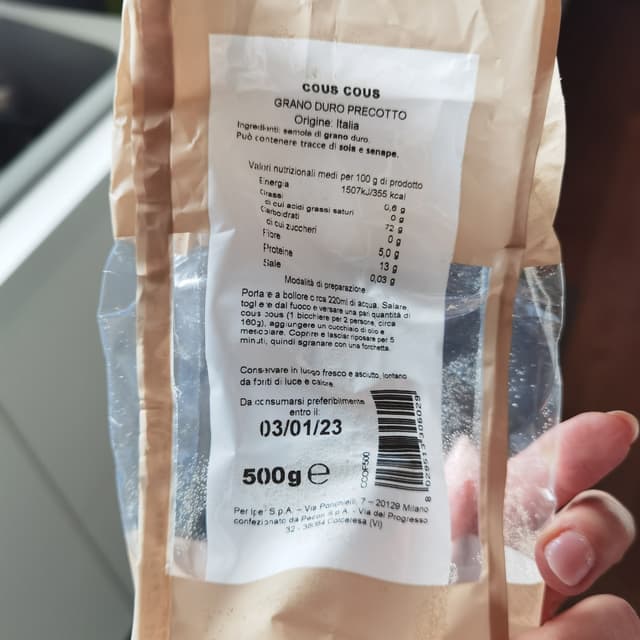 COUS COUS
GRANO DURO PRECOTTO
Origine: Italia
Ingredienti: semola di grano duro.
Può contenere tracce di soia e senape.
Valori nutrizionali medi per 100 g di prodotto
Energia 1507kJ/355 kcal
Grassi 0,6 g
di cui acidi grassi saturi 0 g
Carboidrati 72 g
di cui zuccheri 0 g
Fibre 5,0 g
Proteine 13 g
Sale 0,03 g
Modalità di preparazione
Portare a bollore circa 220ml di acqua. Salare,
togliere dal fuoco e versare una pari quantità di
cous cous (1 bicchiere per 2 persone, circa
160g), aggiungere un cucchiaio di olio e
mescolare. Coprire e lasciar riposare per 5
minuti, quindi sgranare con una forchetta.
Conservare in luogo fresco e asciutto, lontano
da fonti di luce e calore.
Da consumarsi preferibilmente
entro il:
03/01/23
500g e
CCOF500
Per Iper S.p.A. – Via Ponchielli, 7 – 20129 Milano
confezionato da S.p.A. - Via del Progresso
32 - (VI)